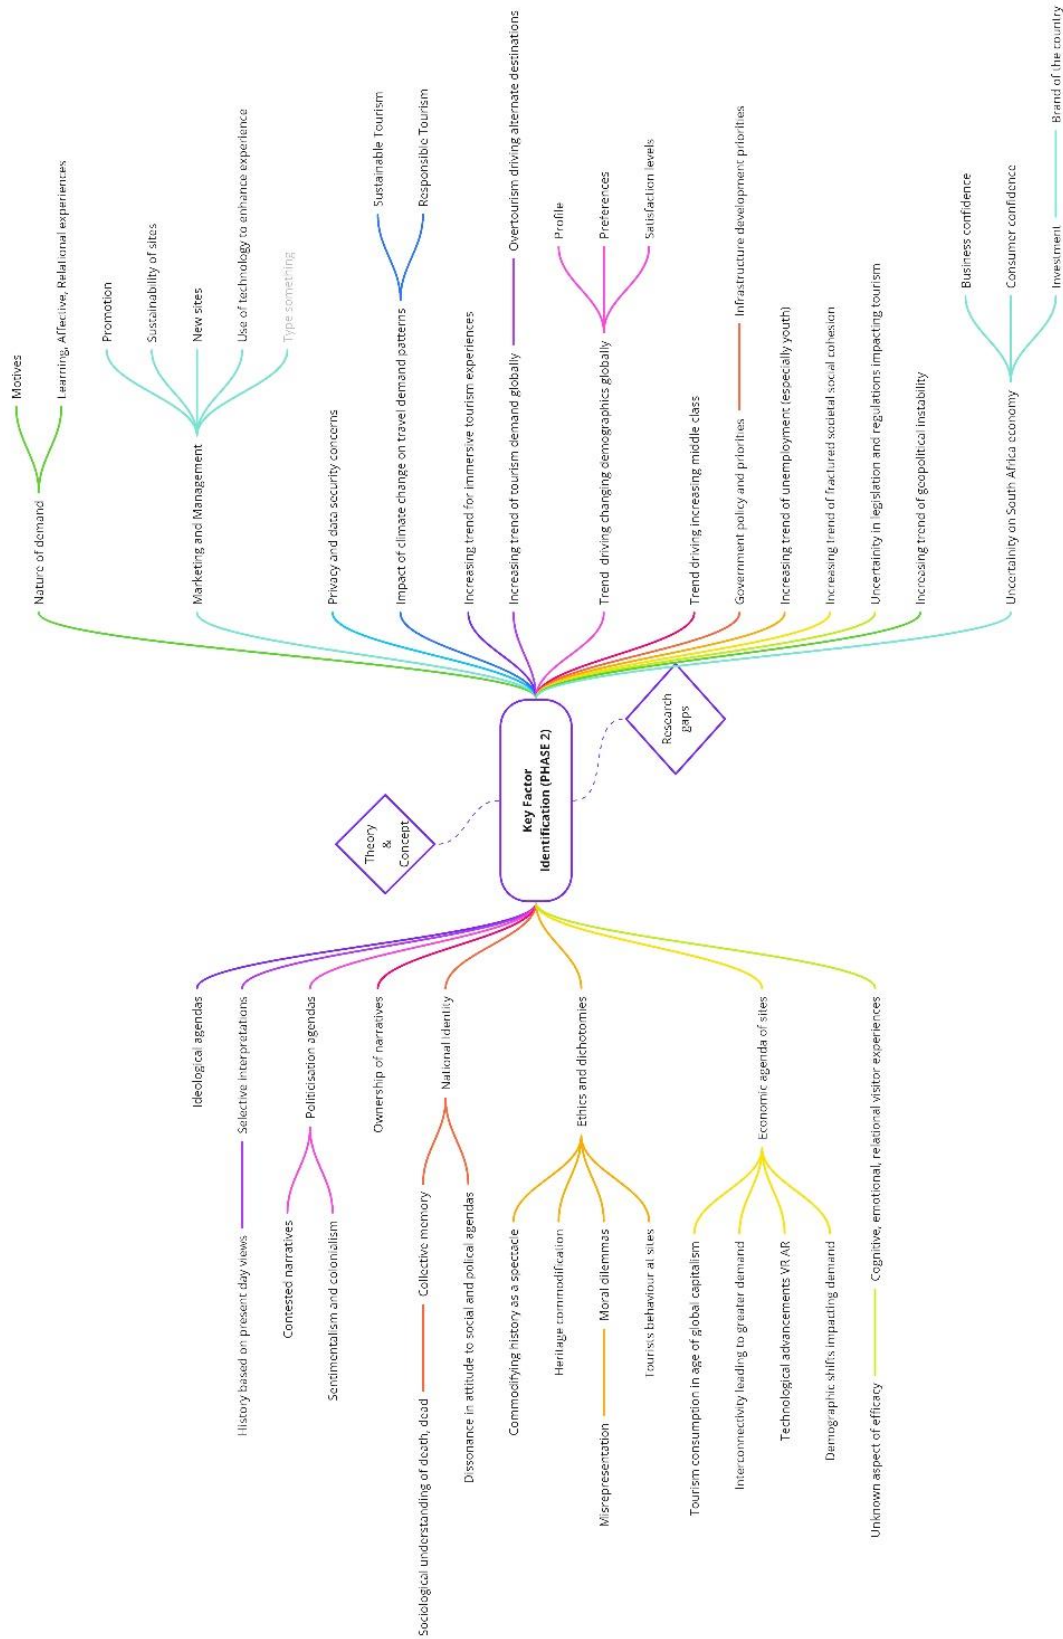 Key Factor
Identification (PHASE 2)
Theory
&
Concept
Research
gaps
Ideological agendas
Selective interpretations
History based on present day views
Politicisation agendas
Contested narratives
Sentimentalism and colonialism
Ownership of narratives
National Identity
Collective memory
Sociological understanding of death, dead
Dissonance in attitude to social and polical agendas
Ethics and dichotomies
Commodifying history as a spectacle
Heritage commodification
Moral dilemmas
Misrepresentation
Tourists behaviour at sites
Economic agenda of sites
Tourism consumption in age of global capitalism
Interconnectivity leading to greater demand
Technological advancements VR AR
Demographic shifts impacting demand
Cognitive, emotional, relational visitor experiences
Unknown aspect of efficacy
Nature of demand
Motives
Learning, Affective, Relational experiences
Marketing and Management
Promotion
Sustainability of sites
New sites
Use of technology to enhance experience
Type something
Privacy and data security concerns
Impact of climate change on travel demand patterns
Sustainable Tourism
Responsible Tourism
Increasing trend for immersive tourism experiences
Increasing trend of tourism demand globally
Overtourism driving alternate destinations
Trend driving changing demographics globally
Profile
Preferences
Satisfaction levels
Trend driving increasing middle class
Government policy and priorities
Infrastructure development priorities
Increasing trend of unemployment (especially youth)
Increasing trend of fractured societal cohesion
Uncertainity in legislation and regulations impacting tourism
Increasing trend of geopolitical instability
Uncertainity on South Africa economy
Business confidence
Consumer confidence
Investment
Brand of the country